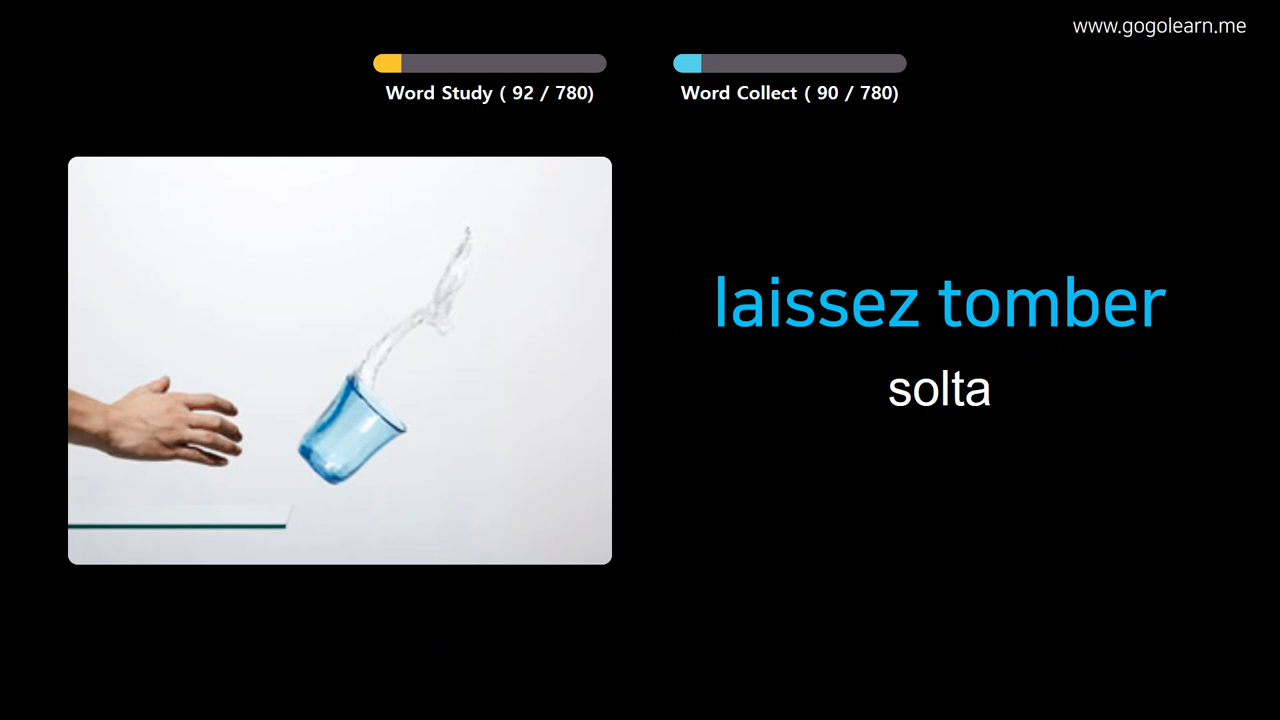 www.gogolearn.me
Word Study ( 92 / 780)
Word Collect ( 90 / 780)
laissez tomber
solta